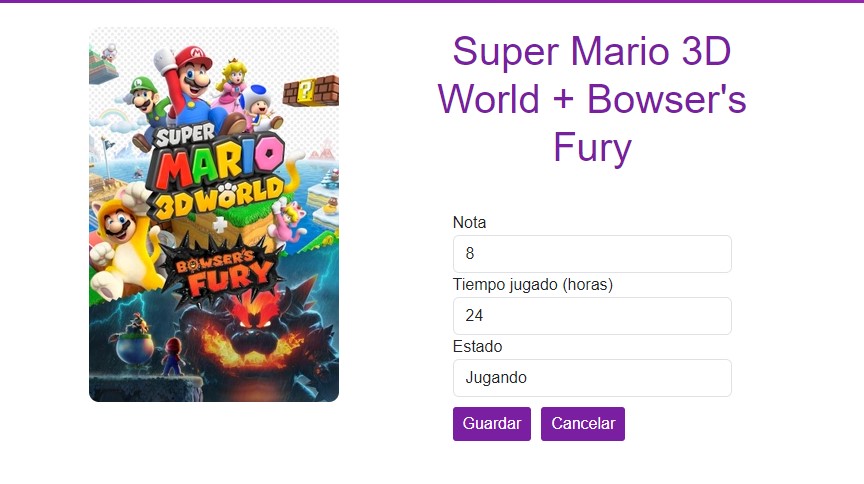 SUPER
MARIO
3D WORLD
+
BOWSER'S
FURY
?
M
Super Mario 3D
World + Bowser's
Fury
Nota
8
Tiempo jugado (horas)
24
Estado
Jugando
Guardar
Cancelar